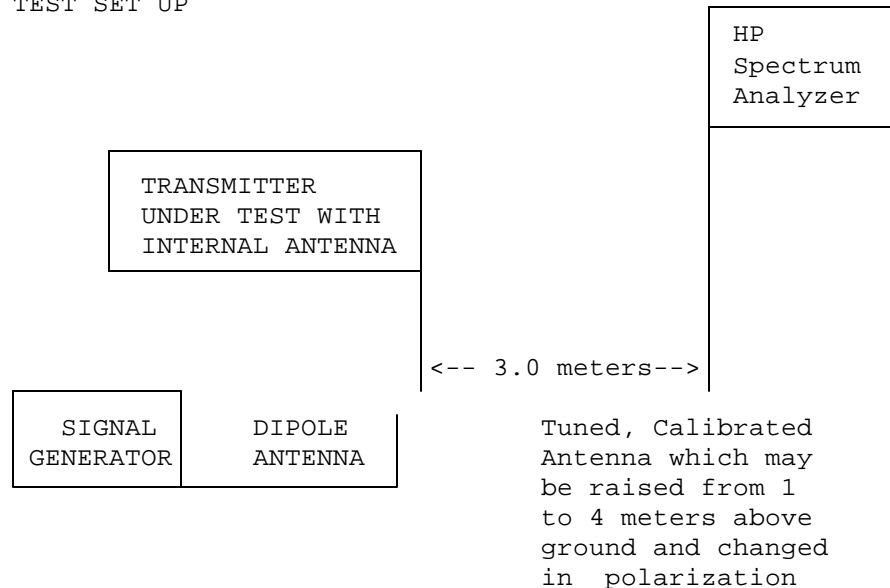 TEST SET UP
HP
Spectrum
Analyzer
TRANSMITTER
UNDER TEST WITH
INTERNAL ANTENNA
<-- 3.0 meters-->
SIGNAL
GENERATOR
DIPOLE
ANTENNA
Tuned, Calibrated
Antenna which may
be raised from 1
to 4 meters above
ground and changed
in polarization